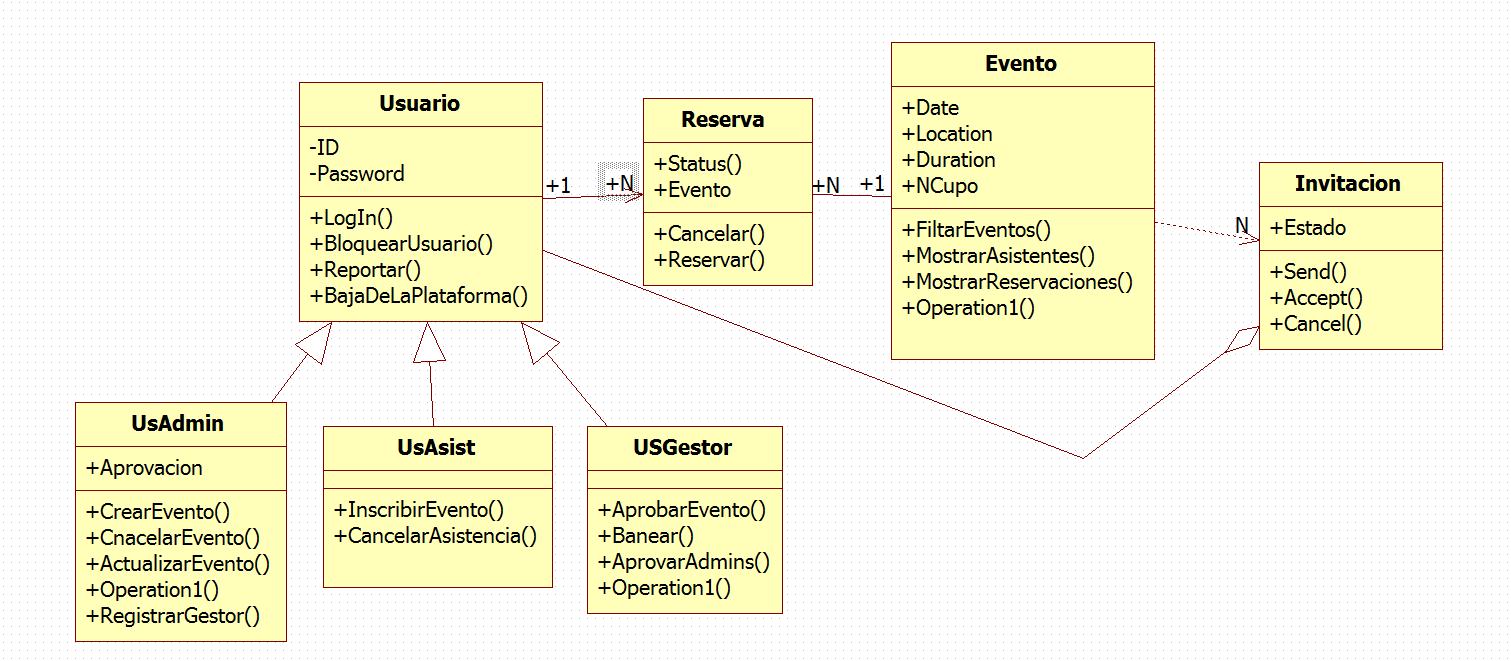 Usuario
-ID
-Password
+LogIn()
+BloquearUsuario()
+Reportar()
+BajaDeLaPlataforma()
+1
+N
Reserva
+Status()
+Evento
+Cancelar()
+Reservar()
+N
+1
Evento
+Date
+Location
+Duration
+NCupo
+FiltarEventos()
+MostrarAsistentes()
+MostrarReservaciones()
+Operation1()
N
Invitacion
+Estado
+Send()
+Accept()
+Cancel()
UsAdmin
+Aprovacion
+CrearEvento()
+CnacelarEvento()
+ActualizarEvento()
+Operation1()
+RegistrarGestor()
UsAsist
+InscribirEvento()
+CancelarAsistencia()
USGestor
+AprobarEvento()
+Banear()
+AprovarAdmins()
+Operation1()